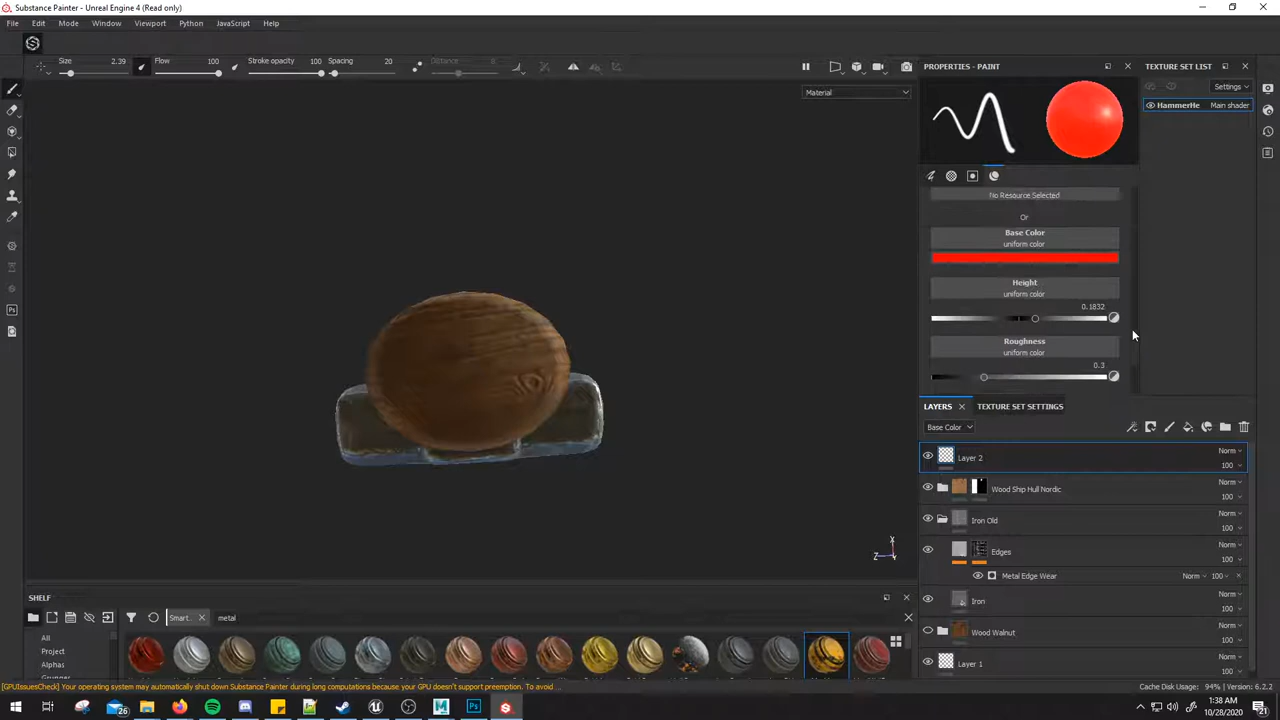 Substance Painter - Unreal Engine 4 (Read only)
File Edit Mode Window Viewport Python JavaScript Help
Size 2.39 Flow 100 Stroke opacity 100 Spacing 20 Distance 8
Material
PROPERTIES - PAINT
TEXTURE SET LIST
Settings
HammerHe Main shader
No Resource Selected
Or
Base Color
uniform color
Height
uniform color
0.1832
Roughness
uniform color
0.3
LAYERS
TEXTURE SET SETTINGS
Base Color
Layer 2 Norm 100
Wood Ship Hull Nordic Norm 100
Iron Old Norm 100
Edges Norm 100
Metal Edge Wear Norm 100
Iron Norm 100
Wood Walnut Norm 100
Layer 1 Norm
X
Z
SHELF
Smart... metal
All
Project
Alphas
[GPUIssuesCheck] Your operating system may automatically shut down Substance Painter during long computations because your GPU doesn't support preemption. To avoid ...
Cache Disk Usage: 94% | Version: 6.2.2
26
Ps
1:38 AM
10/28/2020
21